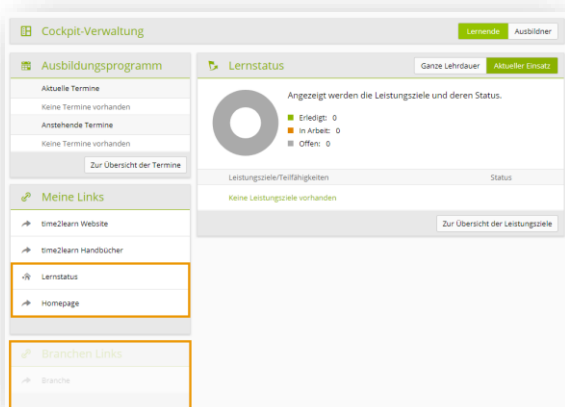 Cockpit-Verwaltung
Lernende Ausbildner
Ausbildungsprogramm
Aktuelle Termine
Keine Termine vorhanden
Anstehende Termine
Keine Termine vorhanden
Zur Übersicht der Termine
Meine Links
time2learn Website
time2learn Handbücher
Lernstatus
Homepage
Branchen Links
Branche
Lernstatus
Ganze Lehrdauer Aktueller Einsatz
Angezeigt werden die Leistungsziele und deren Status.
Erledigt: 0
In Arbeit: 0
Offen: 0
Leistungsziele/Teilfähigkeiten Status
Keine Leistungsziele vorhanden
Zur Übersicht der Leistungsziele